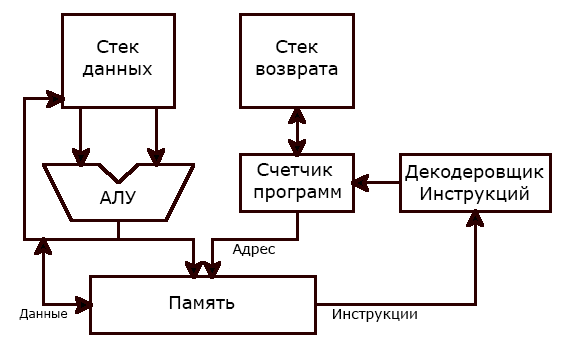 Стек
данных
Стек
возврата
АЛУ
Счетчик
программ
Декодеровщик
Инструкций
Адрес
Память
Данные
Инструкции